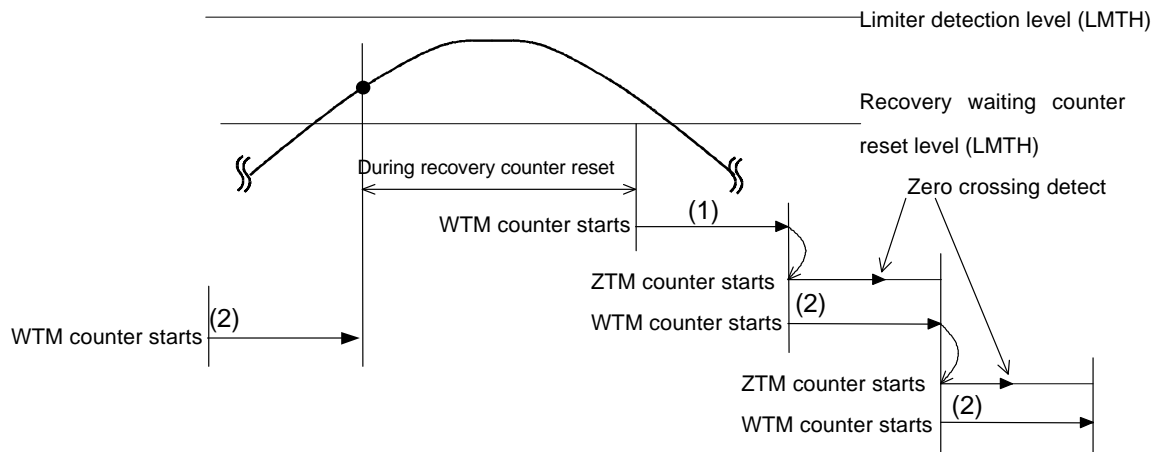 Limiter detection level (LMTH)
Recovery waiting counter
reset level (LMTH)
During recovery counter reset
Zero crossing detect
WTM counter starts
(1)
ZTM counter starts
(2)
WTM counter starts
(2)
WTM counter starts
ZTM counter starts
(2)
WTM counter starts